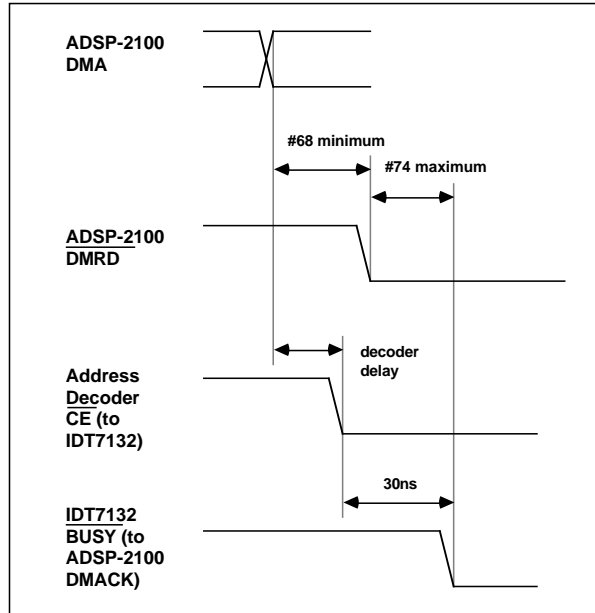 ADSP-2100
DMA
#68 minimum
#74 maximum
ADSP-2100
DMRD
decoder
delay
Address
Decoder
CE (to
IDT7132)
30ns
IDT7132
BUSY (to
ADSP-2100
DMACK)